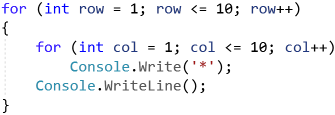 for (int row = 1; row <= 10; row++)
{
    for (int col = 1; col <= 10; col++)
        Console.Write('*');
    Console.WriteLine();
}